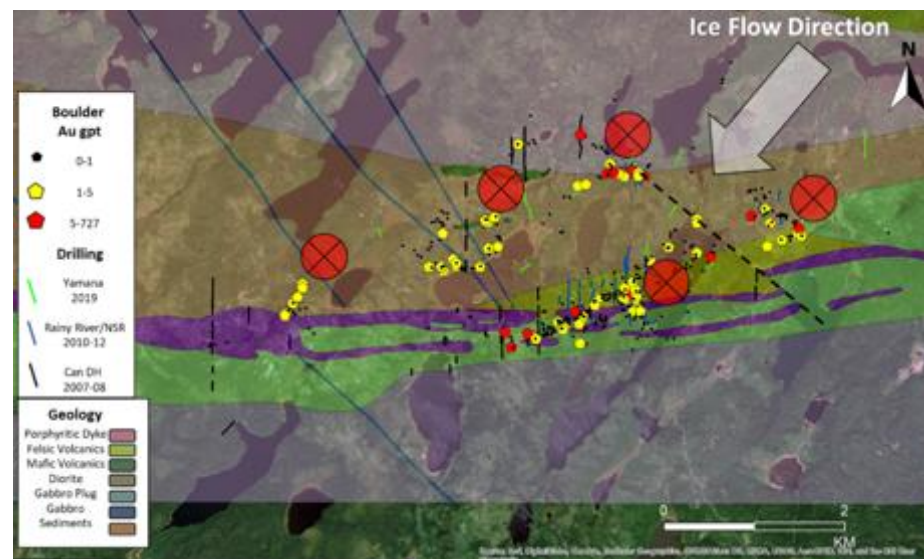 Ice Flow Direction
N
Boulder
Au gpt
0-1
1-5
5-727
Drilling
Yamana
2019
Rainy River/NSR
2010-12
Can DH
2007-08
Geology
Porphyritic Dyke
Felsic Volcanics
Mafic Volcanics
Diorite
Gabbro Plug
Gabbro
Sediments
0
2
KM